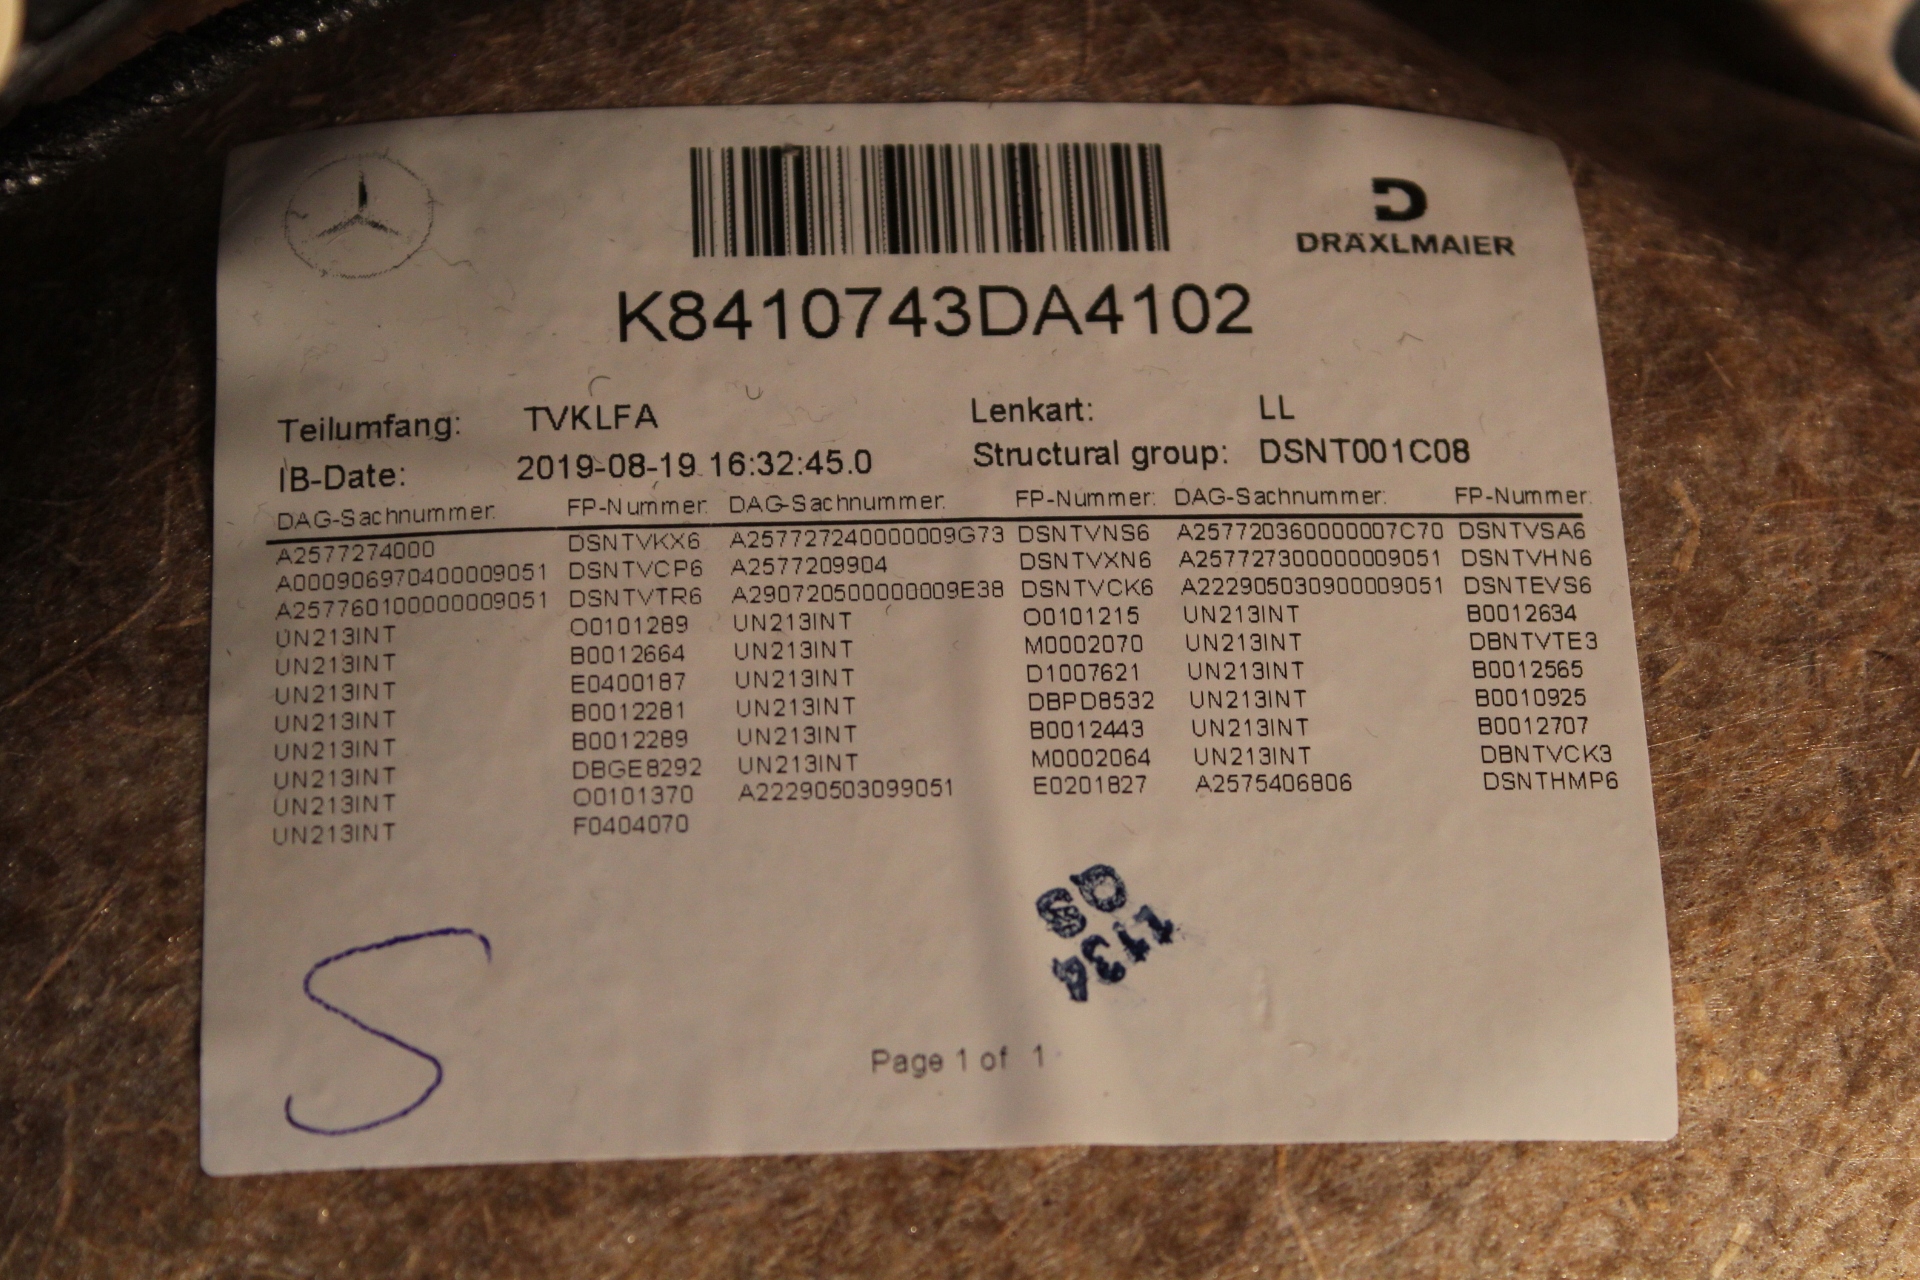 DRÄXLMAIER
K8410743DA4102
Teilumfang: TVKLFA Lenkart: LL
IB-Date: 2019-08-19 16:32:45.0 Structural group: DSNT001C08
DAG-Sachnummer: FP-Nummer: DAG-Sachnummer: FP-Nummer: DAG-Sachnummer: FP-Nummer:
A2577274000 DSNTVKX6 A257727240000009G73 DSNTVNS6 A257720360000007C70 DSNTVSA6
A000906970400009051 DSNTVCP6 A2577209904 DSNTVXN6 A257727300000009051 DSNTVHN6
A257760100000009051 DSNTVTR6 A290720500000009E38 DSNTVCK6 A222905030900009051 DSNTEVS6
UN213INT O0101289 UN213INT O0101215 UN213INT B0012634
UN213INT B0012664 UN213INT M0002070 UN213INT DBNTVTE3
UN213INT E0400187 UN213INT D1007621 UN213INT B0012565
UN213INT B0012281 UN213INT DBPD8532 UN213INT B0010925
UN213INT B0012289 UN213INT B0012443 UN213INT B0012707
UN213INT DBGE8292 UN213INT M0002064 UN213INT DBNTVCK3
UN213INT O0101370 A22290503099051 E0201827 A2575406806 DSNTHMP6
UN213INT F0404070
1134
S
Page 1 of 1